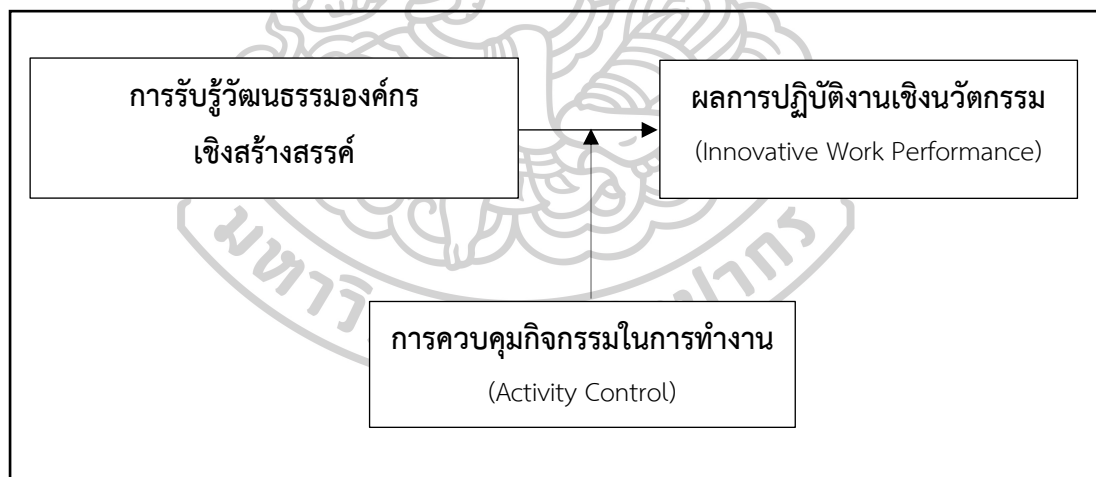 การรับรู้วัฒนธรรมองค์กร
เชิงสร้างสรรค์
ผลการปฏิบัติงานเชิงนวัตกรรม
(Innovative Work Performance)
การควบคุมกิจกรรมในการทำงาน
(Activity Control)